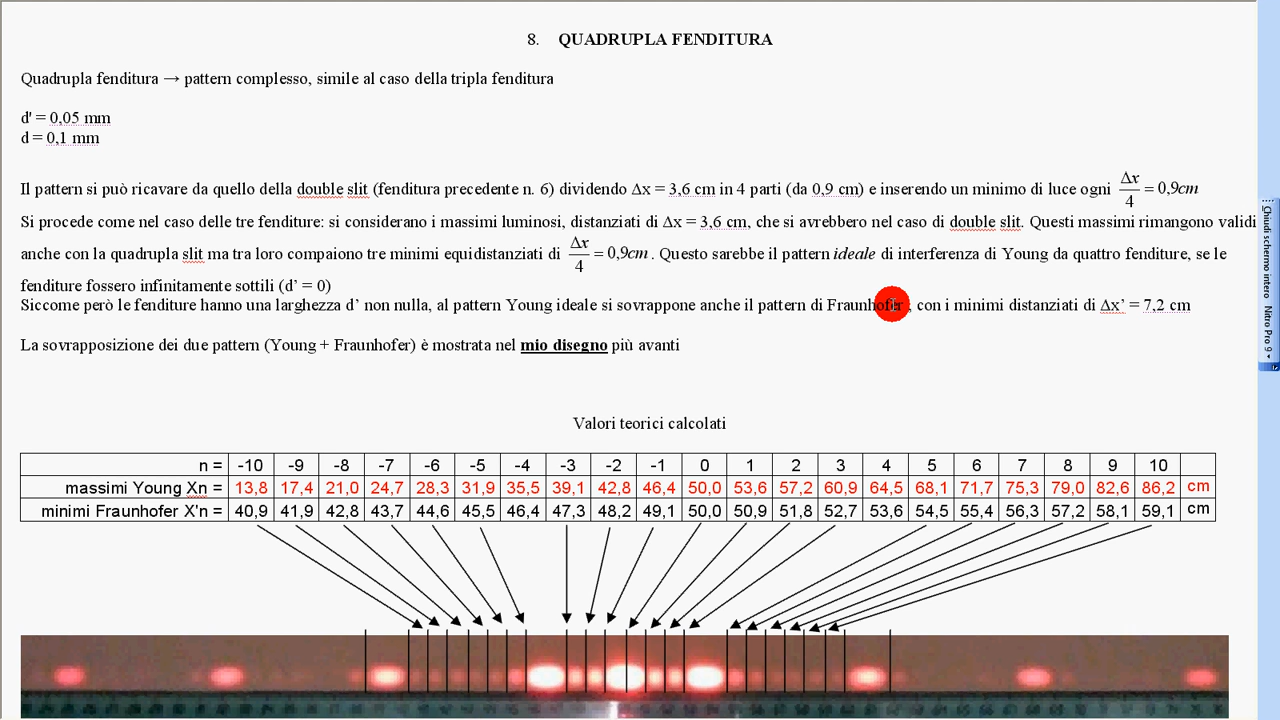 8. QUADRUPLA FENDITURA
Quadrupla fenditura → pattern complesso, simile al caso della tripla fenditura
d' = 0,05 mm
d = 0,1 mm
Il pattern si può ricavare da quello della double slit (fenditura precedente n. 6) dividendo Δx = 3,6 cm in 4 parti (da 0,9 cm) e inserendo un minimo di luce ogni Δx/4 = 0,9cm
Si procede come nel caso delle tre fenditure: si considerano i massimi luminosi, distanziati di Δx = 3,6 cm, che si avrebbero nel caso di double slit. Questi massimi rimangono validi
anche con la quadrupla slit ma tra loro compaiono tre minimi equidistanziati di Δx/4 = 0,9cm. Questo sarebbe il pattern ideale di interferenza di Young da quattro fenditure, se le
fenditure fossero infinitamente sottili (d' = 0)
Siccome però le fenditure hanno una larghezza d' non nulla, al pattern Young ideale si sovrappone anche il pattern di Fraunhofer, con i minimi distanziati di Δx' = 7,2 cm
La sovrapposizione dei due pattern (Young + Fraunhofer) è mostrata nel mio disegno più avanti
Valori teorici calcolati
n = -10 -9 -8 -7 -6 -5 -4 -3 -2 -1 0 1 2 3 4 5 6 7 8 9 10
massimi Young Xn = 13,8 17,4 21,0 24,7 28,3 31,9 35,5 39,1 42,8 46,4 50,0 53,6 57,2 60,9 64,5 68,1 71,7 75,3 79,0 82,6 86,2 cm
minimi Fraunhofer X'n = 40,9 41,9 42,8 43,7 44,6 45,5 46,4 47,3 48,2 49,1 50,0 50,9 51,8 52,7 53,6 54,5 55,4 56,3 57,2 58,1 59,1 cm
Chiudi schermo intero Nitro Pro 9